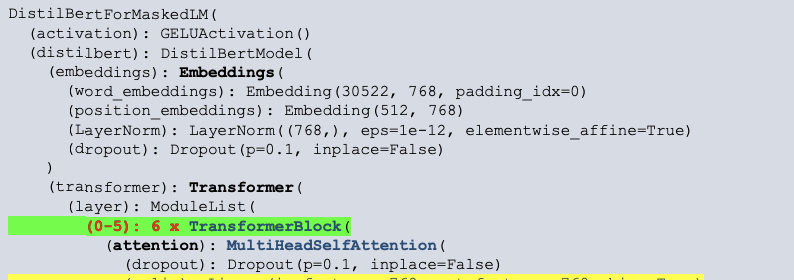 DistilBertForMaskedLM(
(activation): GELUActivation()
(distilbert): DistilBertModel(
(embeddings): Embeddings(
(word_embeddings): Embedding(30522, 768, padding_idx=0)
(position_embeddings): Embedding(512, 768)
(LayerNorm): LayerNorm((768,), eps=1e-12, elementwise_affine=True)
(dropout): Dropout(p=0.1, inplace=False)
)
(transformer): Transformer(
(layer): ModuleList(
(0-5): 6 x TransformerBlock(
(attention): MultiHeadSelfAttention(
(dropout): Dropout(p=0.1, inplace=False)